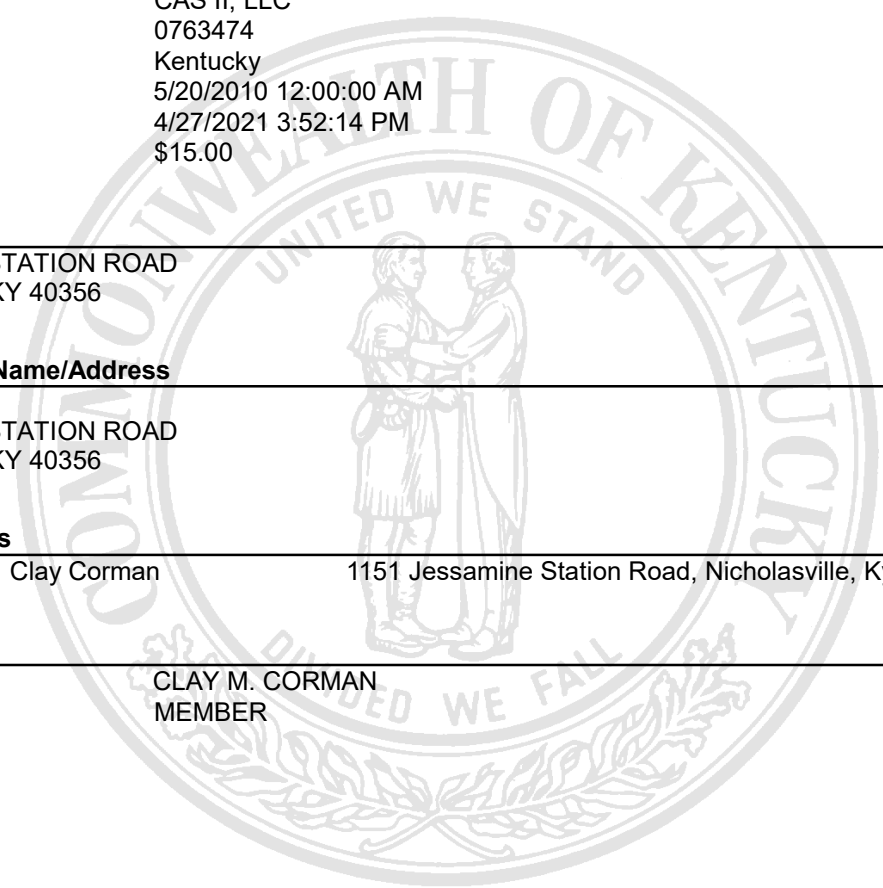 CAS II, LLC
0763474
Kentucky
5/20/2010 12:00:00 AM
4/27/2021 3:52:14 PM
$15.00
COMMONWEALTH OF KENTUCKY
UNITED WE STAND
TATION ROAD
KY 40356
Name/Address
TATION ROAD
KY 40356
s
Clay Corman 1151 Jessamine Station Road, Nicholasville, Ky
CLAY M. CORMAN
MEMBER
DIVIDED WE FALL